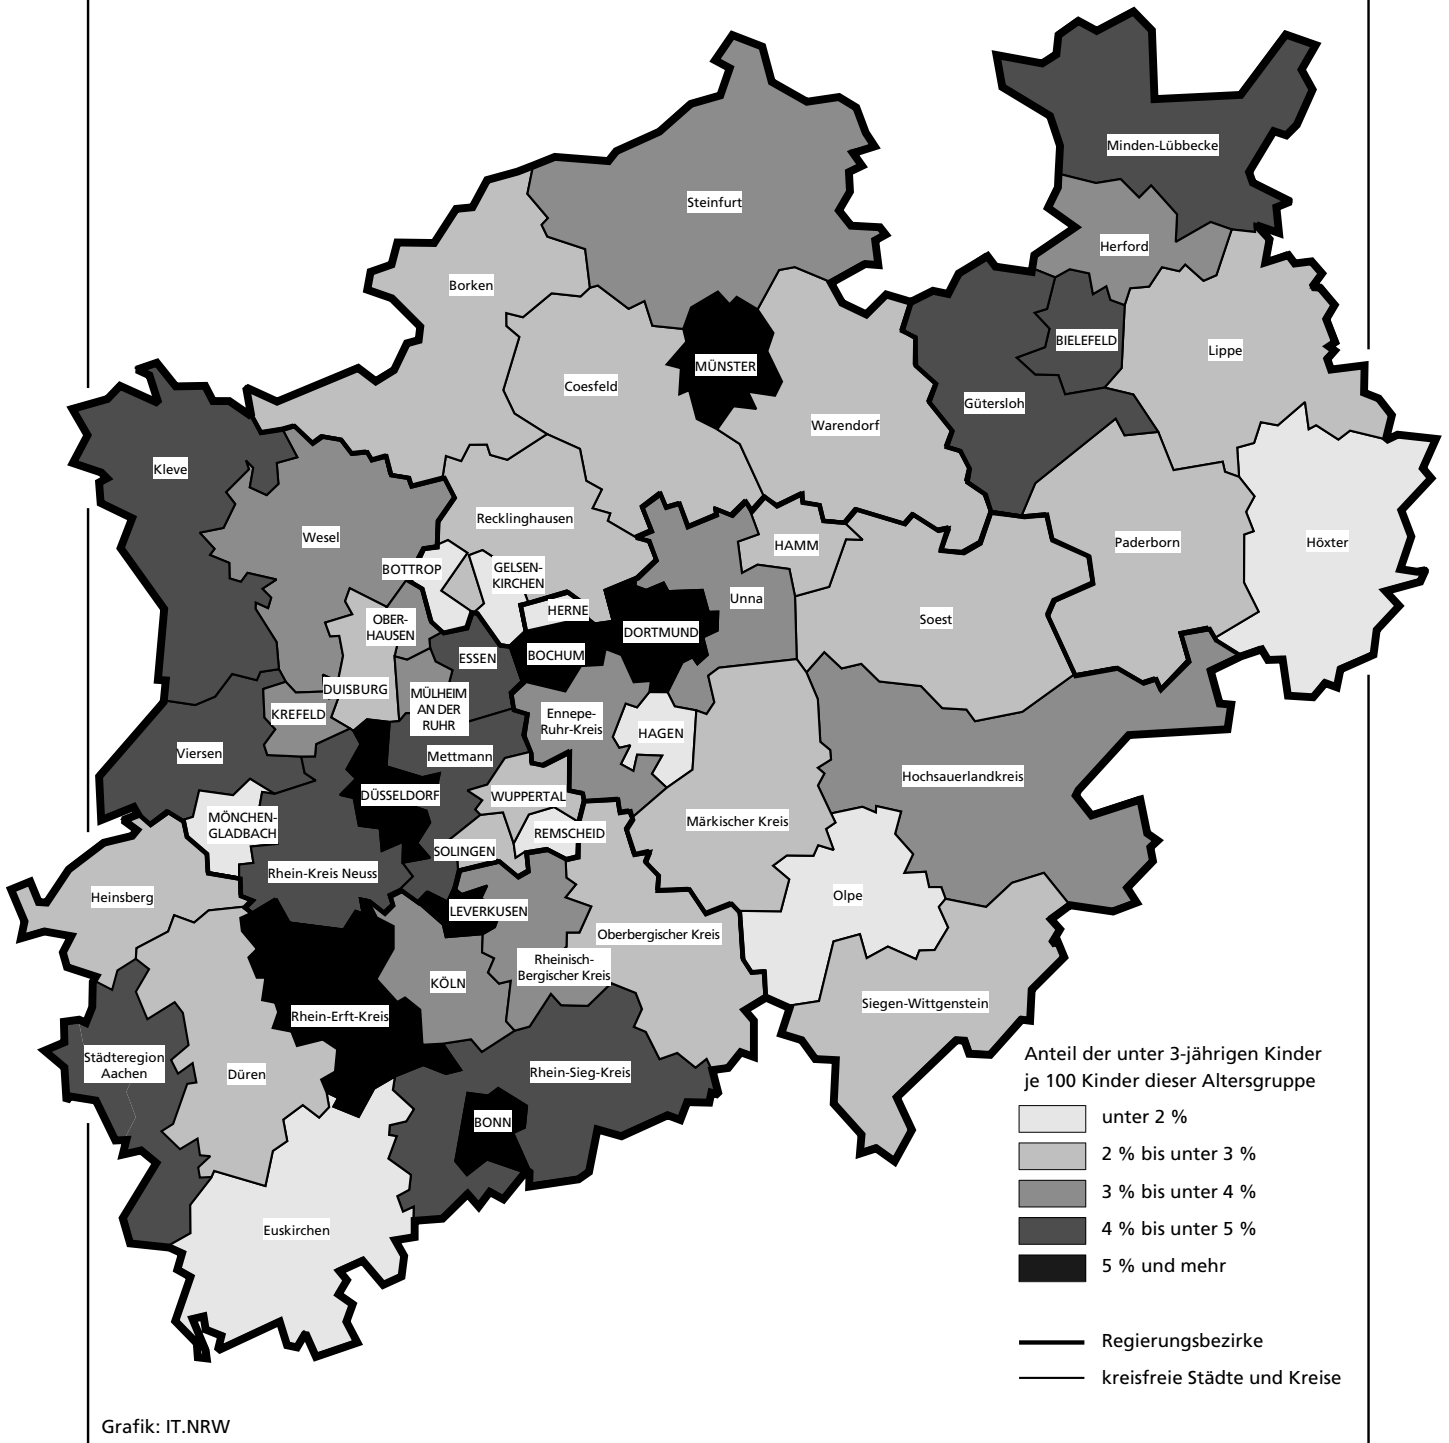 Minden-Lübbecke
Steinfurt
Herford
Borken
BIELEFELD
Lippe
MÜNSTER
Coesfeld
Gütersloh
Warendorf
Kleve
Recklinghausen
Wesel
HAMM
Paderborn
Höxter
BOTTROP
GELSEN-
KIRCHEN
Unna
HERNE
Soest
OBER-
HAUSEN
DORTMUND
ESSEN
BOCHUM
DUISBURG
MÜLHEIM
AN DER
RUHR
KREFELD
Ennepe-
Ruhr-Kreis
HAGEN
Viersen
Mettmann
Hochsauerlandkreis
DÜSSELDORF
WUPPERTAL
MÖNCHEN-
GLADBACH
Märkischer Kreis
REMSCHEID
SOLINGEN
Rhein-Kreis Neuss
Heinsberg
Olpe
LEVERKUSEN
Oberbergischer Kreis
Rheinisch-
Bergischer Kreis
KÖLN
Siegen-Wittgenstein
Rhein-Erft-Kreis
Städteregion
Aachen
Düren
Rhein-Sieg-Kreis
BONN
Euskirchen
Anteil der unter 3-jährigen Kinder
je 100 Kinder dieser Altersgruppe
unter 2 %
2 % bis unter 3 %
3 % bis unter 4 %
4 % bis unter 5 %
5 % und mehr
Regierungsbezirke
kreisfreie Städte und Kreise
Grafik: IT.NRW